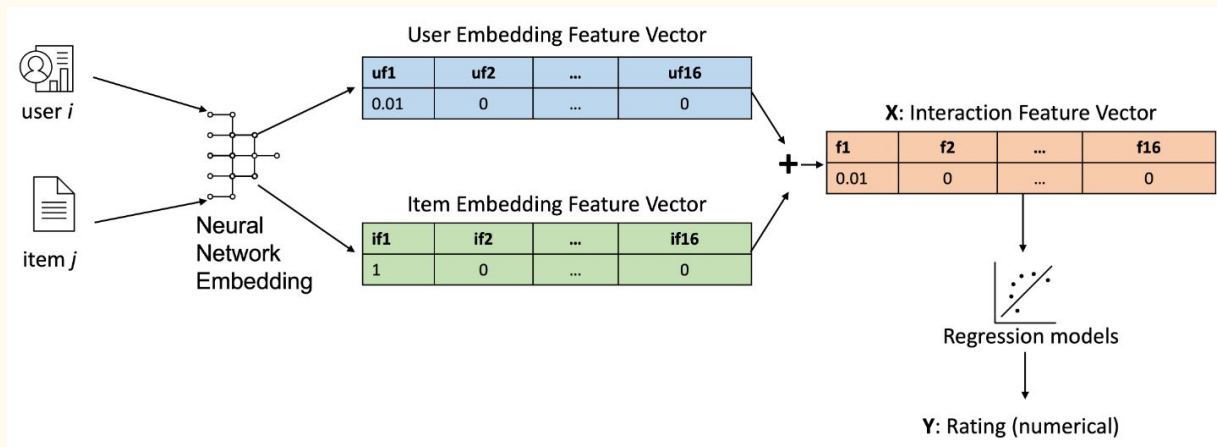 user i
item j
Neural
Network
Embedding
User Embedding Feature Vector
uf1 uf2 ... uf16
0.01 0 ... 0
Item Embedding Feature Vector
if1 if2 ... if16
1 0 ... 0
+
X: Interaction Feature Vector
f1 f2 ... f16
0.01 0 ... 0
Regression models
Y: Rating (numerical)